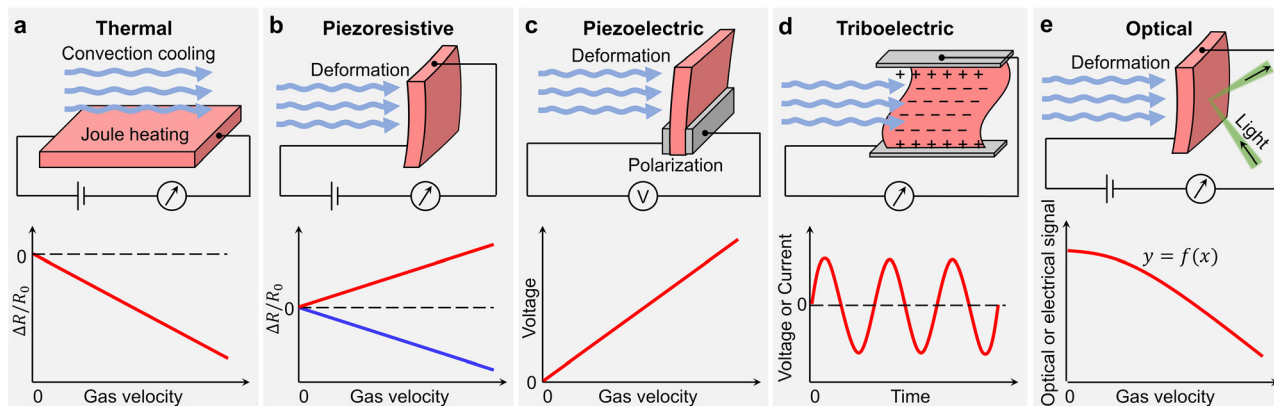 a Thermal
Convection cooling
Joule heating
0
ΔR/R₀
0 Gas velocity
b Piezoresistive
Deformation
0
ΔR/R₀
0 Gas velocity
c Piezoelectric
Deformation
Polarization
V
Voltage
0
0 Gas velocity
d Triboelectric
+ + + + + +
− − − − −
− − − −
− − − −
− − − −
+ + + + + +
Voltage or Current
0
0 Time
e Optical
Deformation
Light
Optical or electrical signal
y = f(x)
0 Gas velocity